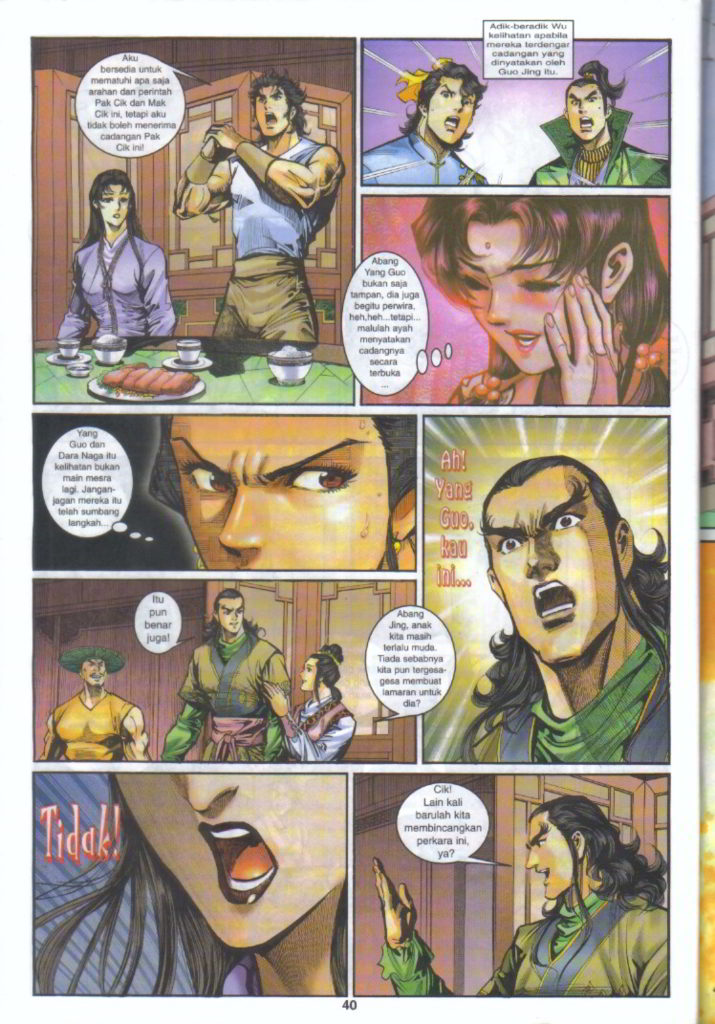 Aku
bersedia untuk
mematuhi apa saja
arahan dan perintah
Pak Cik dan Mak
Cik ini, tetapi aku
tidak boleh menerima
cadangan Pak
Cik ini!
Adik-beradik Wu
kelihatan apabila
mereka terdengar
cadangan yang
dinyatakan oleh
Guo Jing itu.
Abang
Yang Guo
bukan saja
tampan, dia juga
begitu perwira.
heh,heh...tetapi...
malulah ayah
menyatakan
cadangnya
secara
terbuka
...
Yang
Guo dan
Dara Naga itu
kelihatan bukan
main mesra
lagi. Jangan-
jagan mereka itu
telah sumbang
langkah...
Ah!
Yang
Guo,
kau
ini...
Itu
pun
benar
juga!
Abang
Jing, anak
kita masih
terlalu muda.
Tiada sebabnya
kita pun tergesa-
gesa membuat
lamaran untuk
dia?
Tidak!
Cik!
Lain kali
barulah kita
membincangkan
perkara ini,
ya?
40